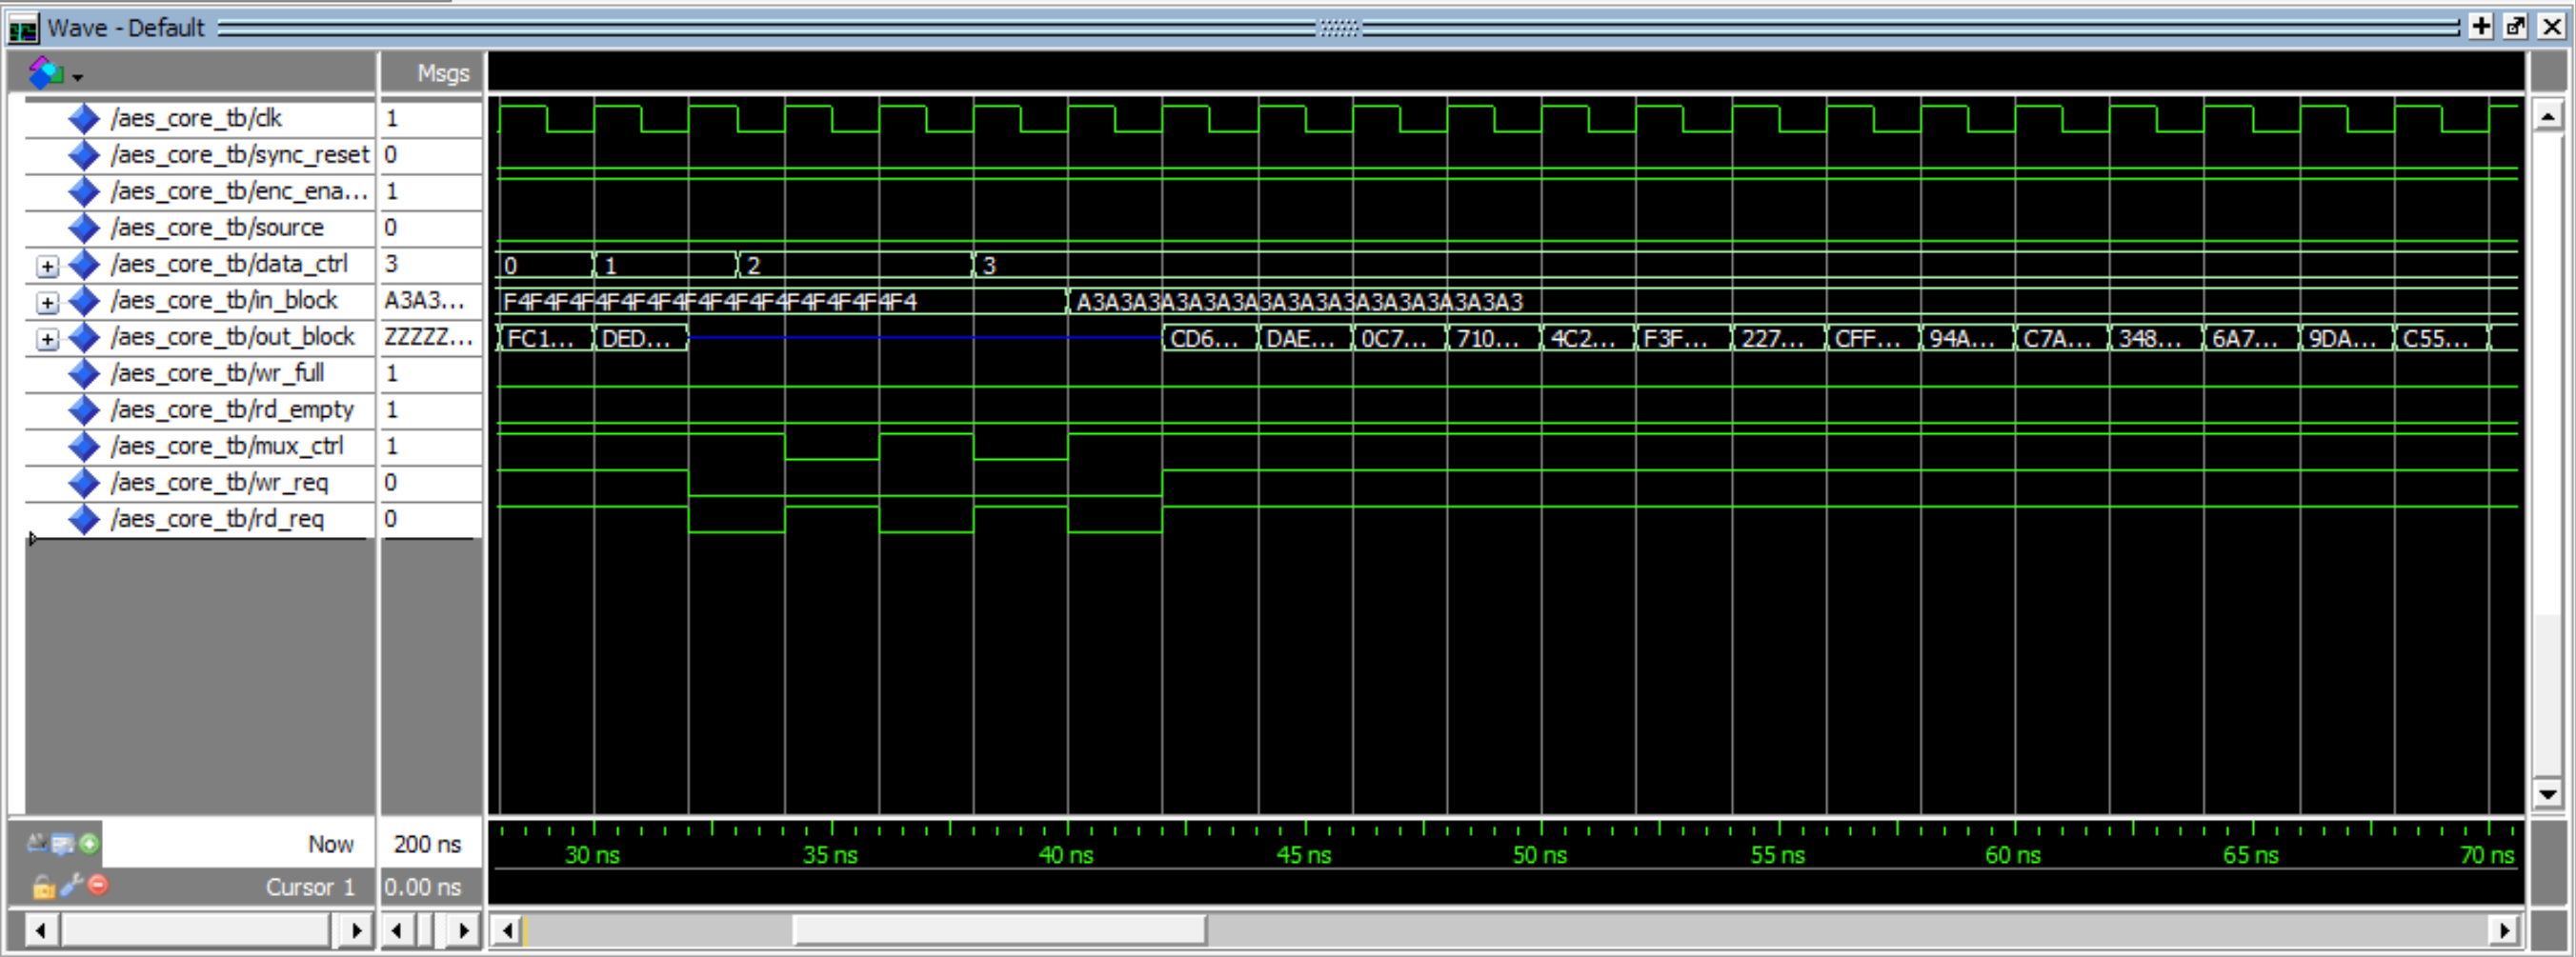 Wave - Default
Msgs
/aes_core_tb/clk 1
/aes_core_tb/sync_reset 0
/aes_core_tb/enc_ena... 1
/aes_core_tb/source 0
/aes_core_tb/data_ctrl 3 0 1 2 3
/aes_core_tb/in_block A3A3... F4F4F4F4F4F4F4F4F4F4F4F4F4F4F4F4 A3A3A3A3A3A3A3A3A3A3A3A3A3A3A3A3
/aes_core_tb/out_block ZZZZZ... FC1... DED... CD6... DAE... 0C7... 710... 4C2... F3F... 227... CFF... 94A... C7A... 348... 6A7... 9DA... C55...
/aes_core_tb/wr_full 1
/aes_core_tb/rd_empty 1
/aes_core_tb/mux_ctrl 1
/aes_core_tb/wr_req 0
/aes_core_tb/rd_req 0
Now 200 ns 30 ns 35 ns 40 ns 45 ns 50 ns 55 ns 60 ns 65 ns 70 ns
Cursor 1 0.00 ns